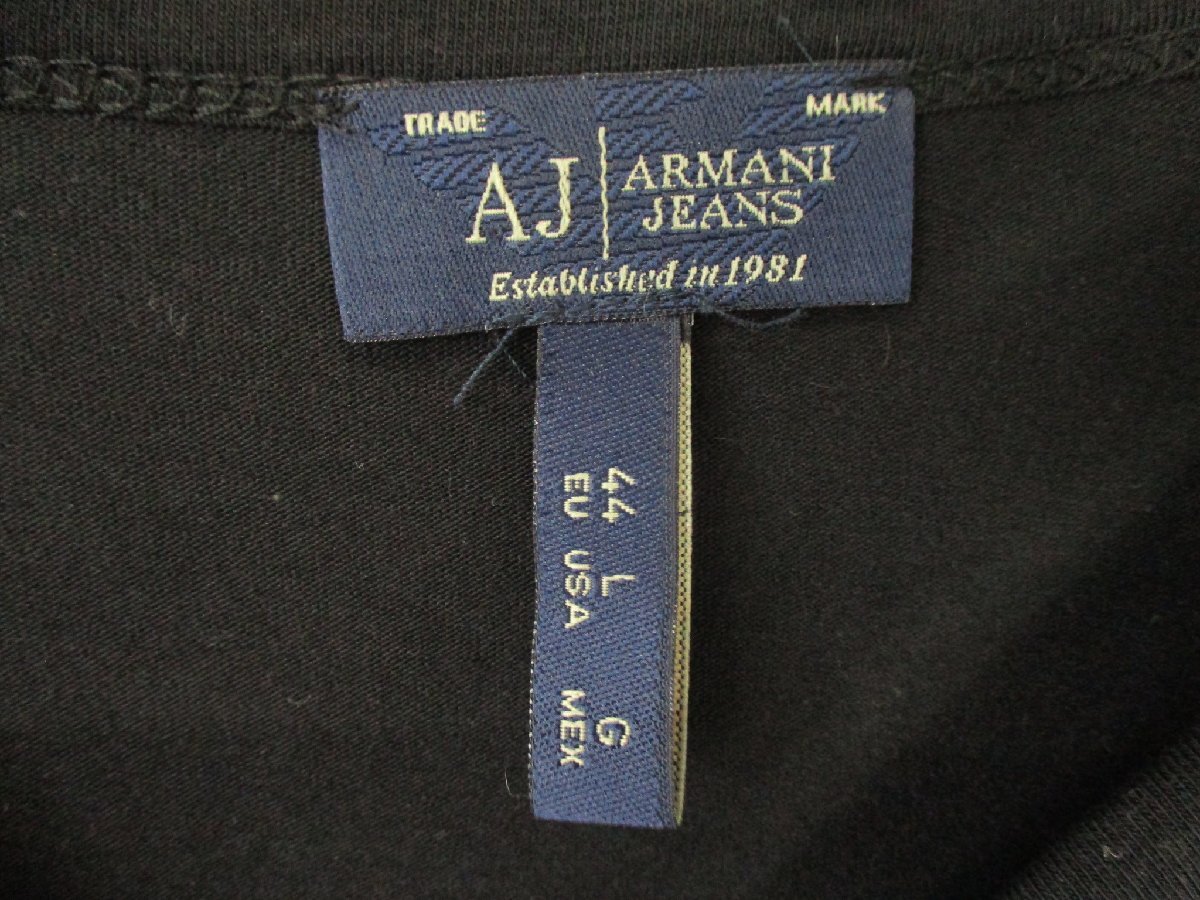 TRADE MARK
AJ ARMANI
JEANS
Established in 1981
44 L G
EU USA MEX